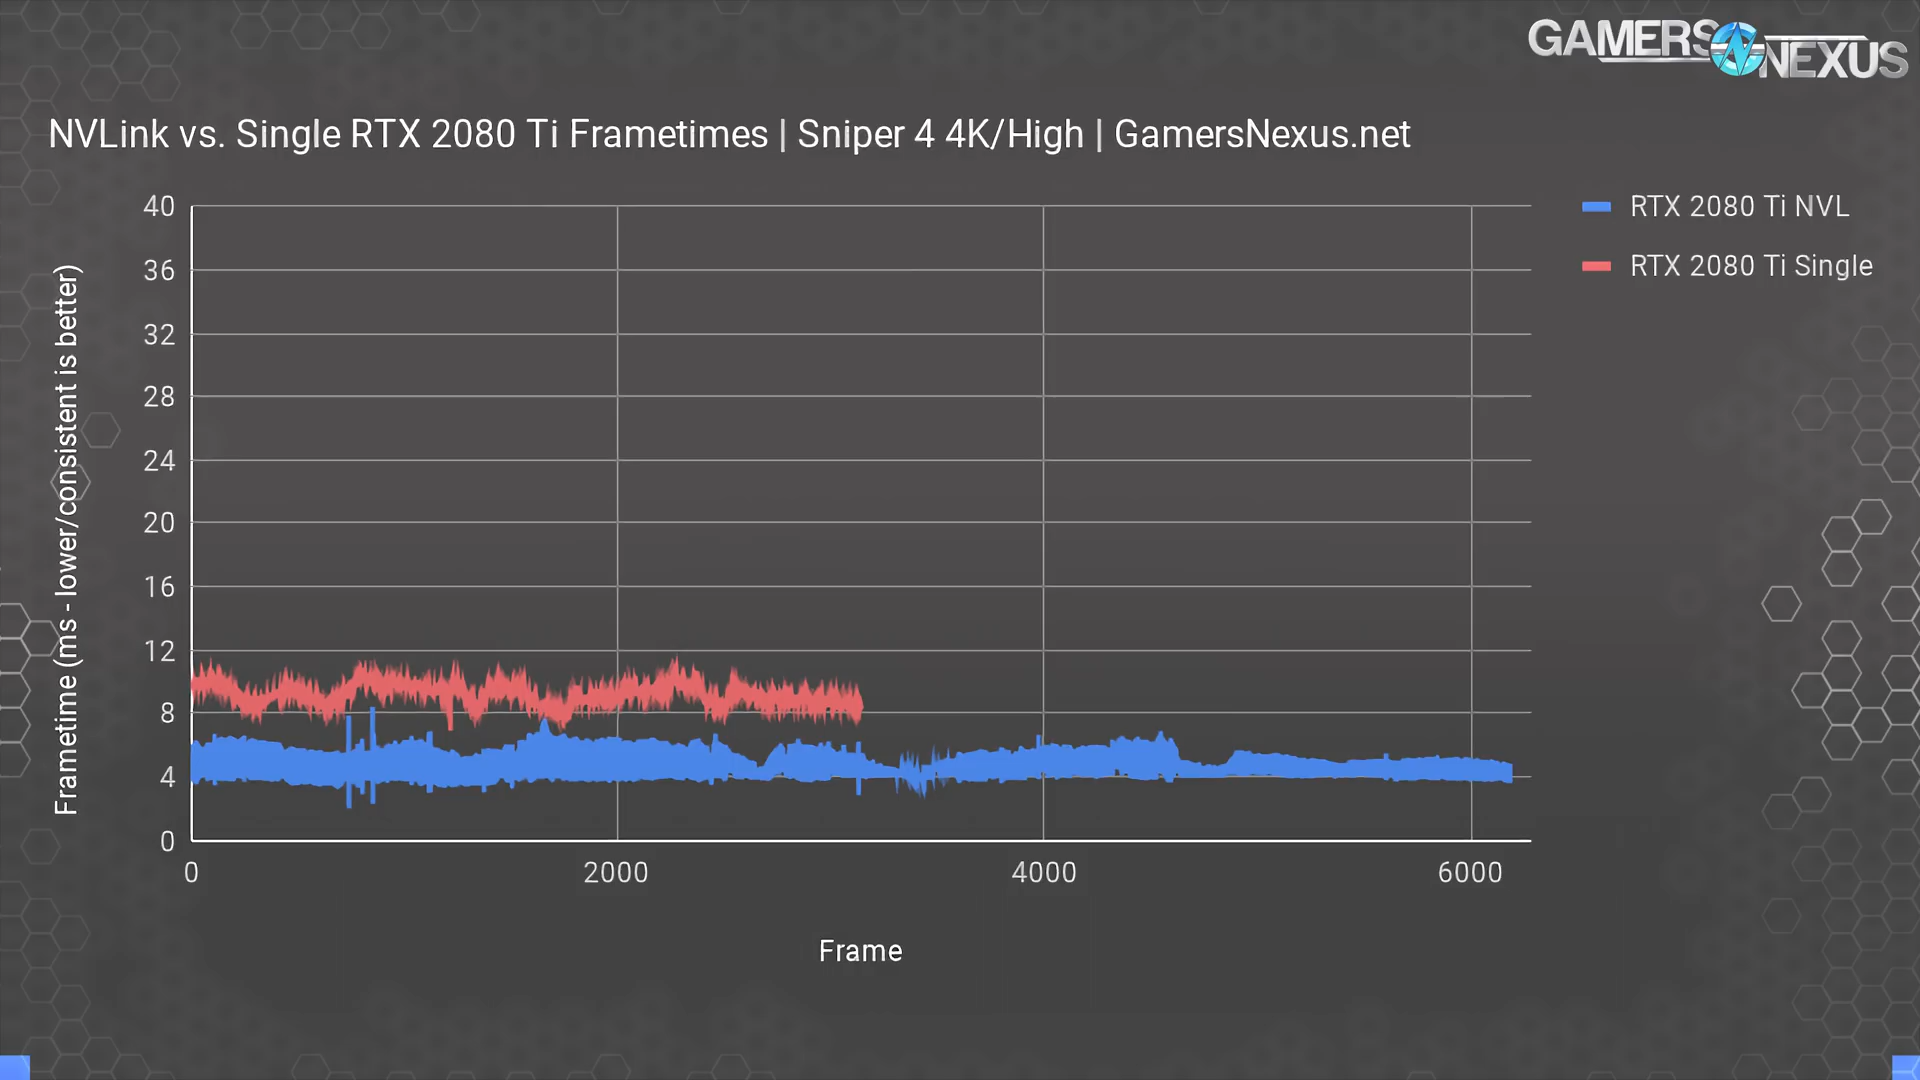 GAMERS NEXUS
NVLink vs. Single RTX 2080 Ti Frametimes | Sniper 4 4K/High | GamersNexus.net
RTX 2080 Ti NVL
RTX 2080 Ti Single
Frametime (ms - lower/consistent is better)
40
36
32
28
24
20
16
12
8
4
0
0 2000 4000 6000
Frame